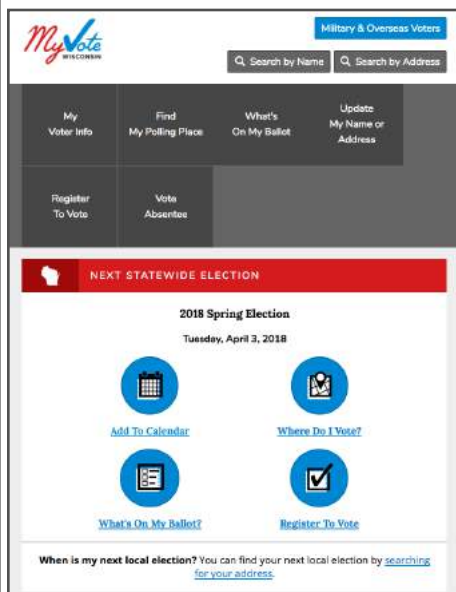 MyVote
WISCONSIN
Military & Overseas Voters
Search by Name
Search by Address
My
Voter Info
Find
My Polling Place
What's
On My Ballot
Update
My Name or
Address
Register
To Vote
Vote
Absentee
NEXT STATEWIDE ELECTION
2018 Spring Election
Tuesday, April 3, 2018
Add To Calendar
Where Do I Vote?
What's On My Ballot?
Register To Vote
When is my next local election? You can find your next local election by searching
for your address.